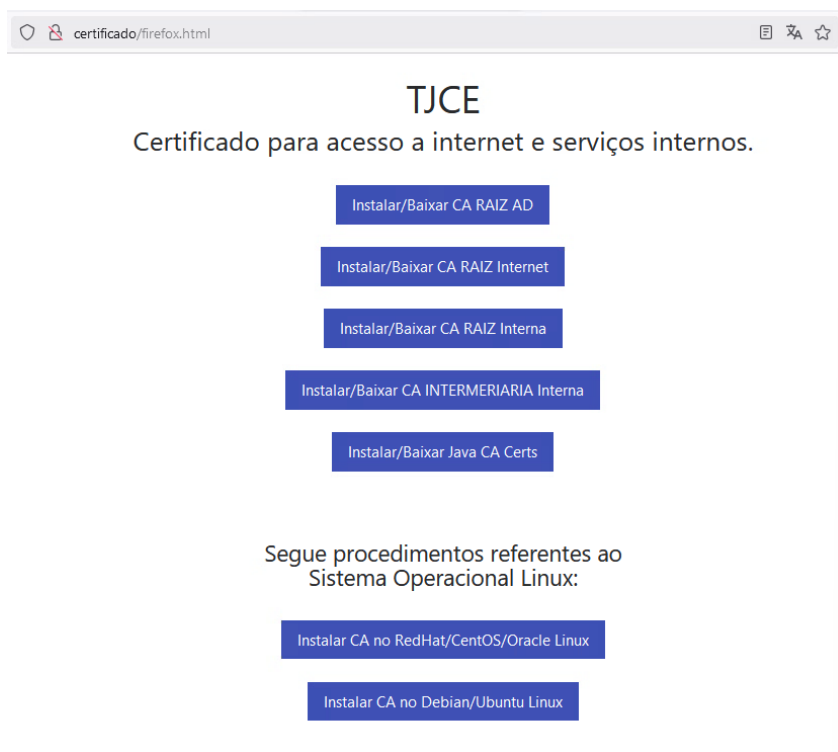 certificado/firefox.html
TJCE
Certificado para acesso a internet e serviços internos.
Instalar/Baixar CA RAIZ AD
Instalar/Baixar CA RAIZ Internet
Instalar/Baixar CA RAIZ Interna
Instalar/Baixar CA INTERMERIARIA Interna
Instalar/Baixar Java CA Certs
Segue procedimentos referentes ao
Sistema Operacional Linux:
Instalar CA no RedHat/CentOS/Oracle Linux
Instalar CA no Debian/Ubuntu Linux